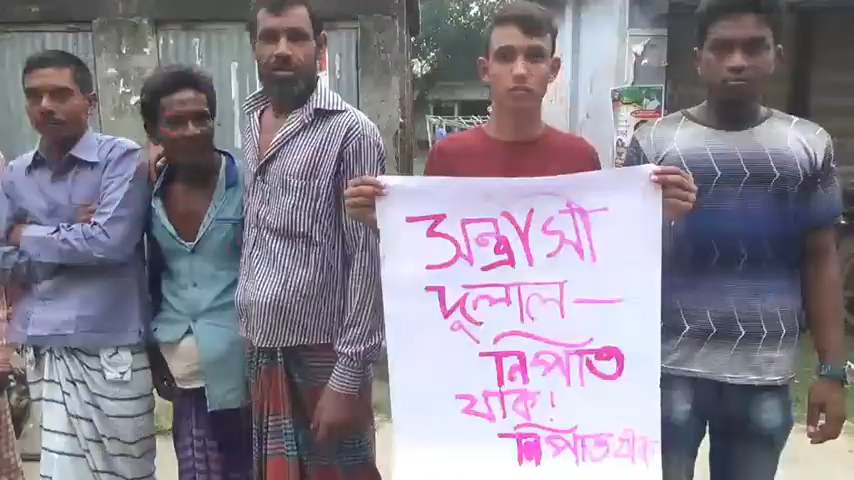 সন্ত্রাসী
দুলাল —
নিপাত
যাক!
নিপাত যাক